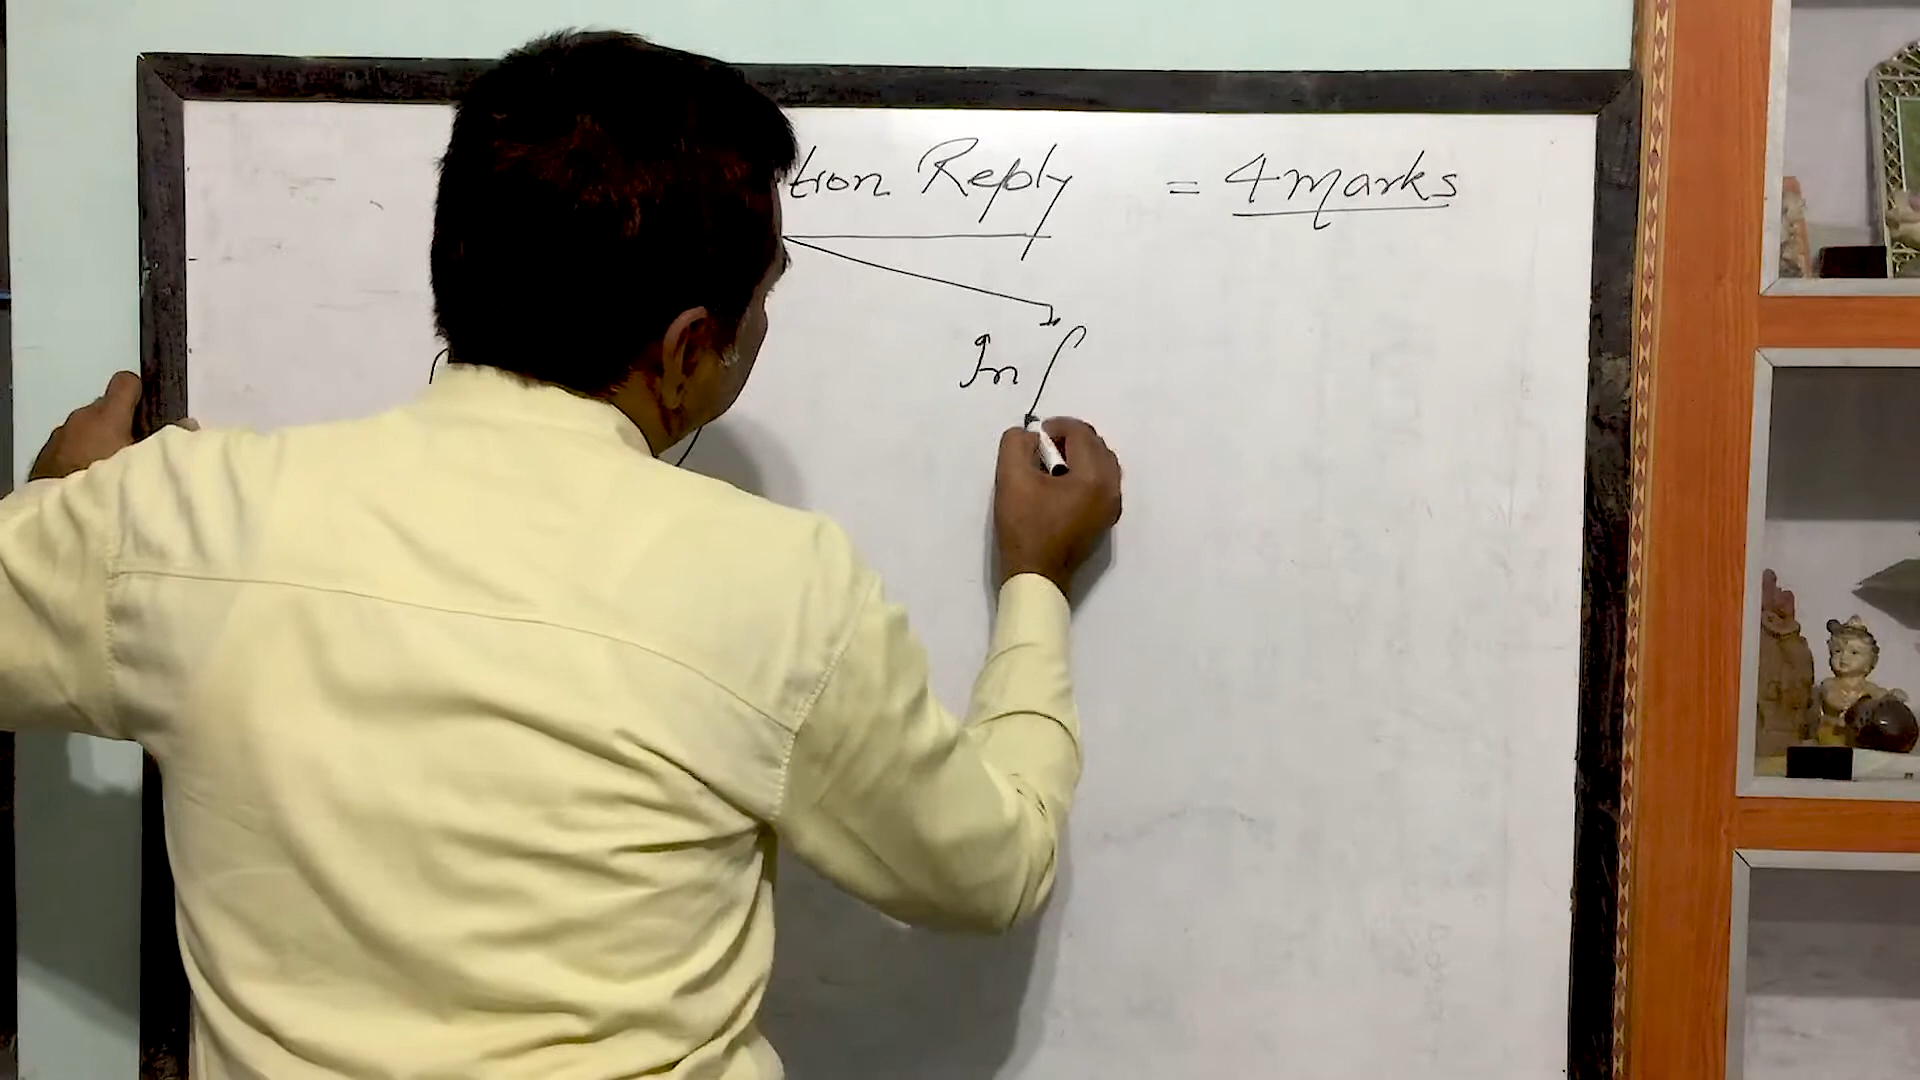 tion Reply = 4 marks
In